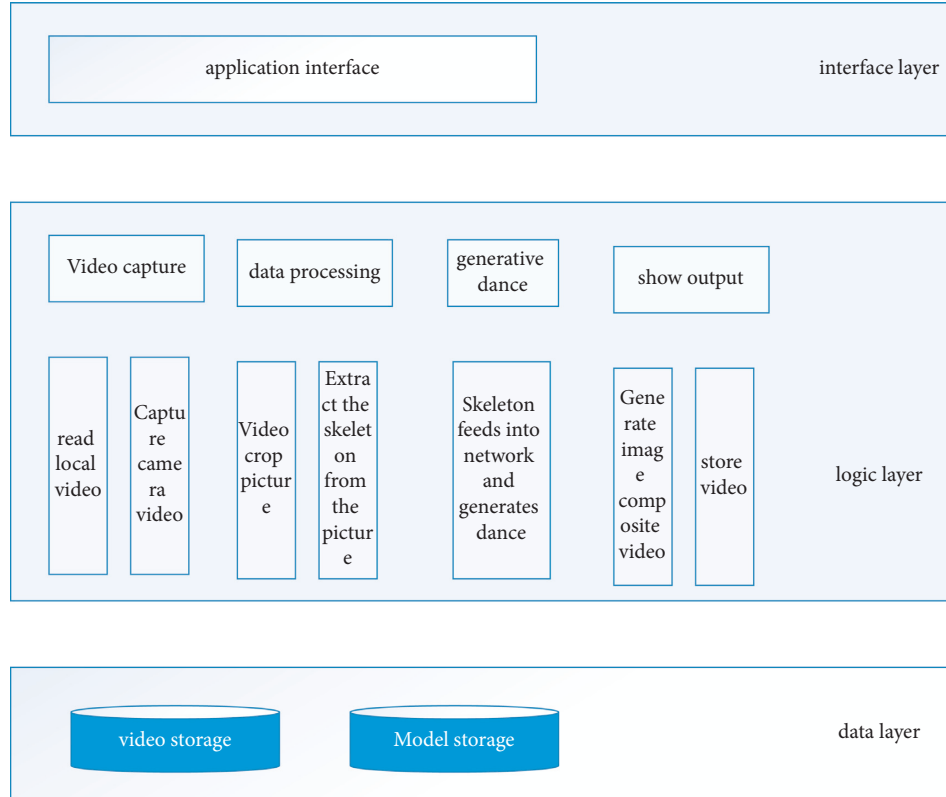 application interface
interface layer
Video capture
data processing
generative
dance
show output
read
local
video
Captu
re
came
ra
video
Video
crop
pictur
e
Extra
ct the
skelet
on
from
the
pictur
e
Skeleton
feeds into
network
and
generates
dance
Gene
rate
imag
e
comp
osite
video
store
video
logic layer
video storage
Model storage
data layer